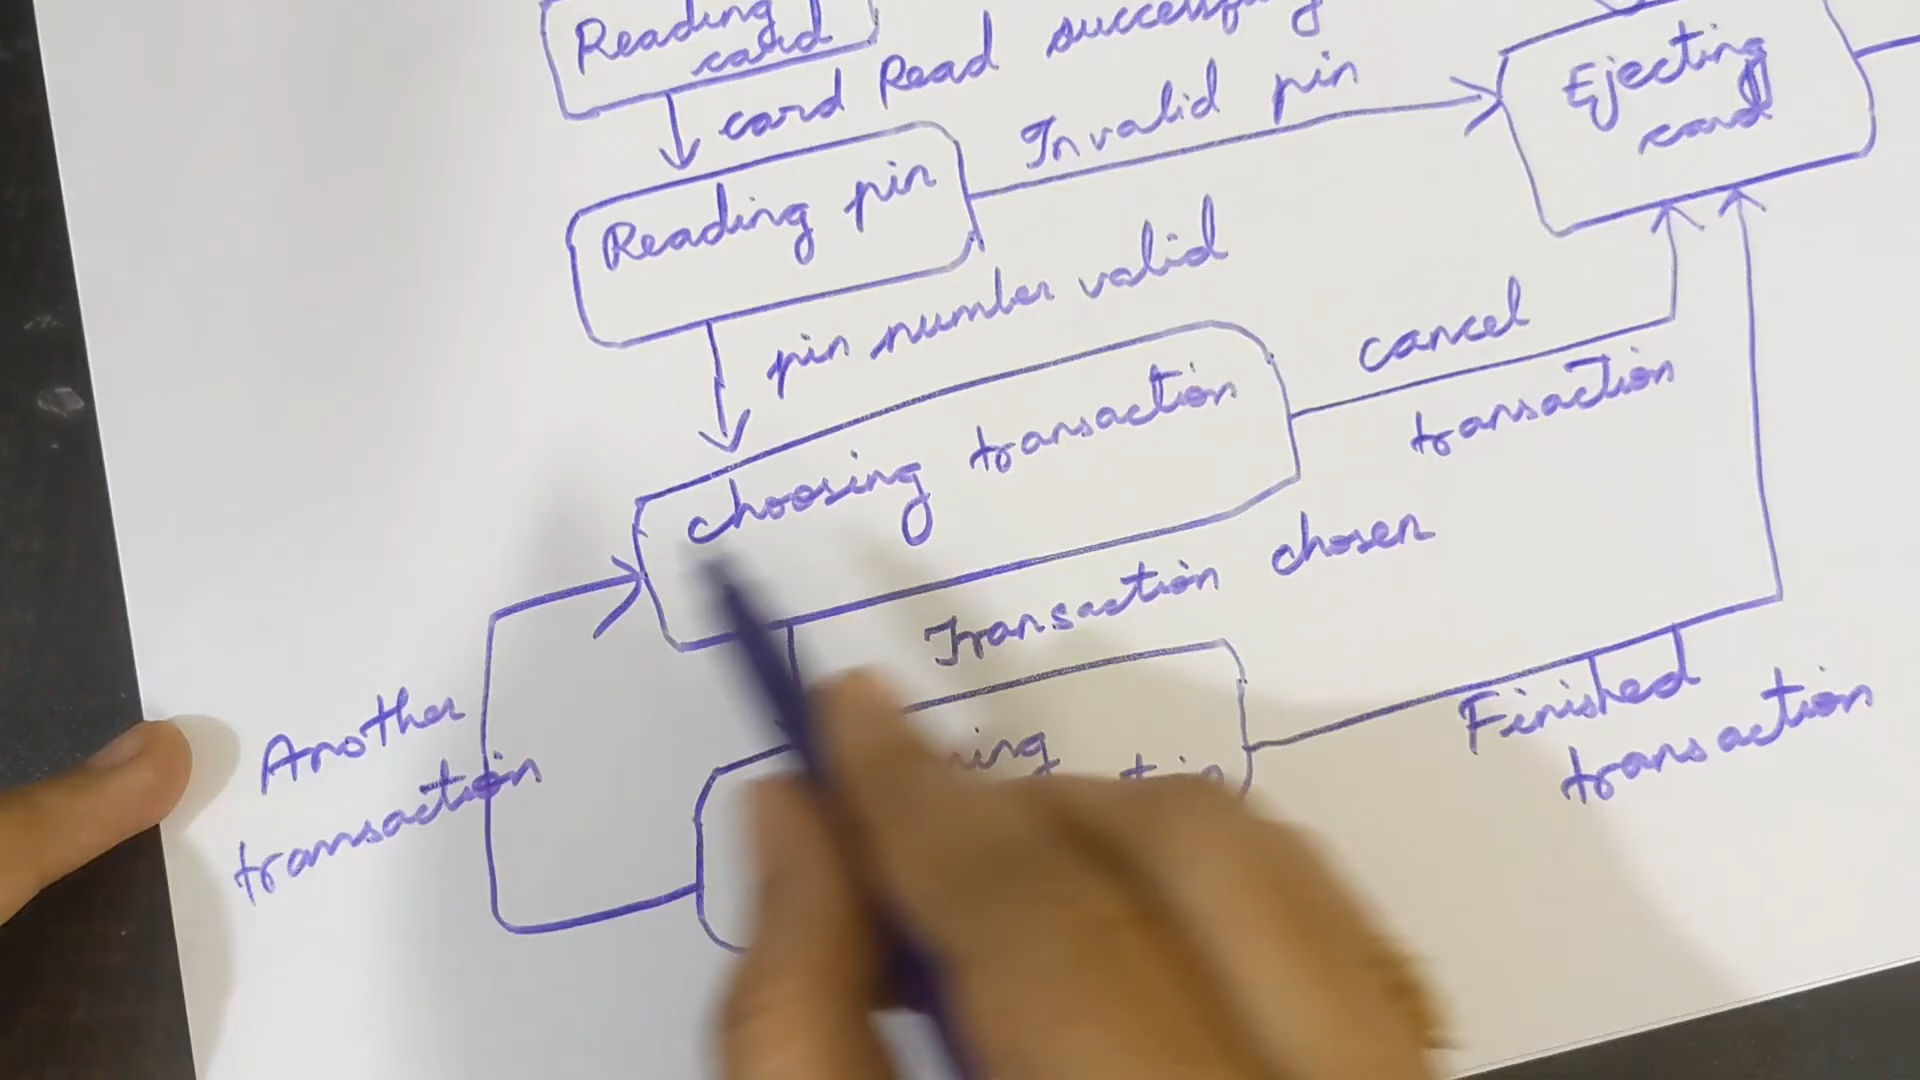 Reading
card
card Read successfully
Invalid pin
Ejecting
card
Reading pin
pin number valid
cancel
transaction
choosing transaction
Transaction chosen
Another
transaction
Finished
transaction